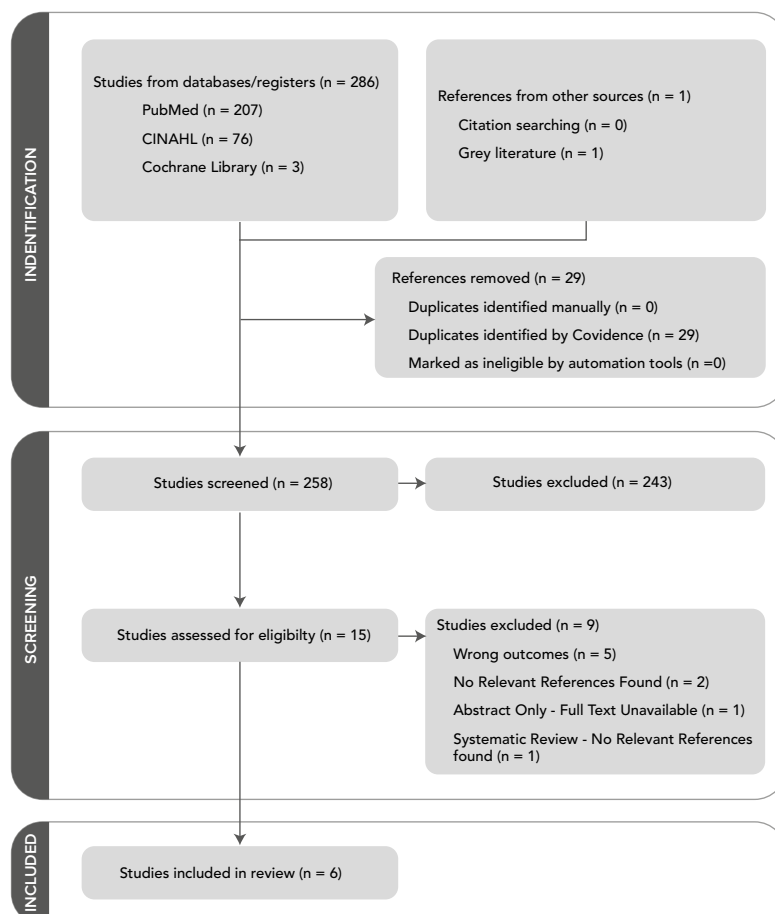 INDENTIFICATION
Studies from databases/registers (n = 286)
PubMed (n = 207)
CINAHL (n = 76)
Cochrane Library (n = 3)
References from other sources (n = 1)
Citation searching (n = 0)
Grey literature (n = 1)
References removed (n = 29)
Duplicates identified manually (n = 0)
Duplicates identified by Covidence (n = 29)
Marked as ineligible by automation tools (n =0)
SCREENING
Studies screened (n = 258)
Studies excluded (n = 243)
Studies assessed for eligibilty (n = 15)
Studies excluded (n = 9)
Wrong outcomes (n = 5)
No Relevant References Found (n = 2)
Abstract Only - Full Text Unavailable (n = 1)
Systematic Review - No Relevant References
found (n = 1)
INCLUDED
Studies included in review (n = 6)